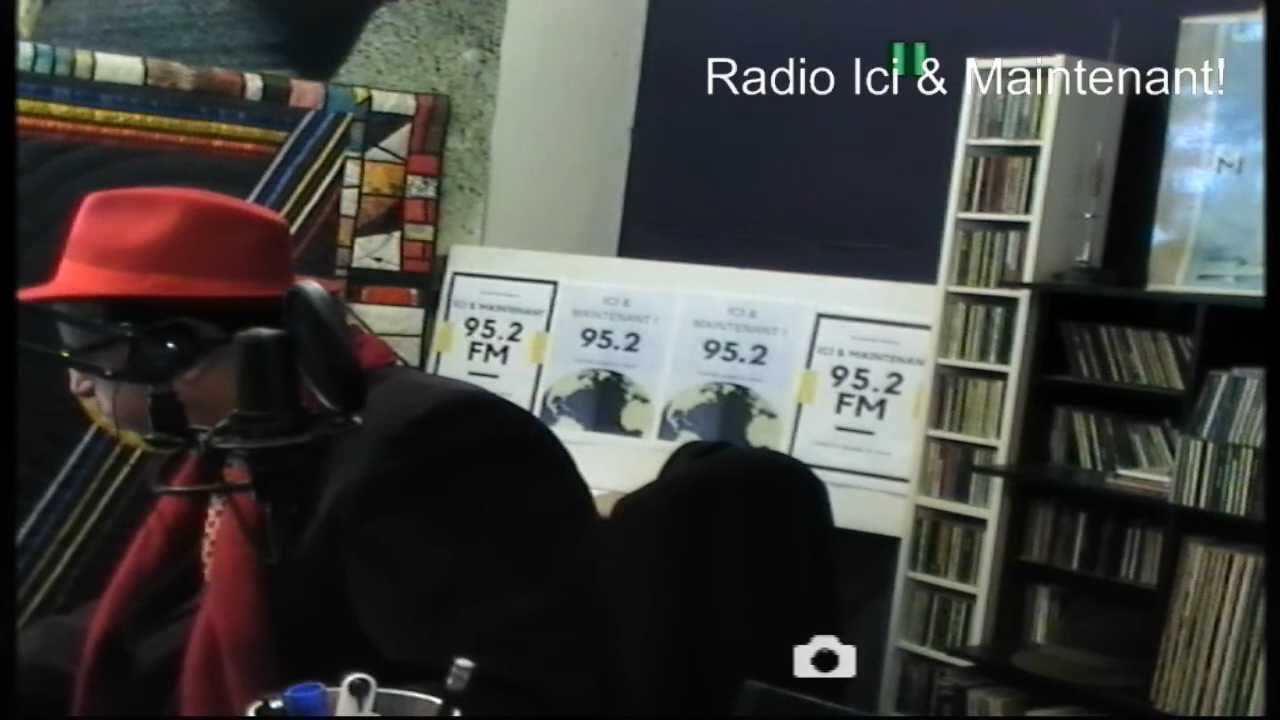 Radio Ici & Maintenant!
ICI & MAINTENANT
95.2
FM
ICI &
MAINTENANT !
95.2
ICI &
MAINTENANT !
95.2
ICI & MAINTENAN
95.2
FM